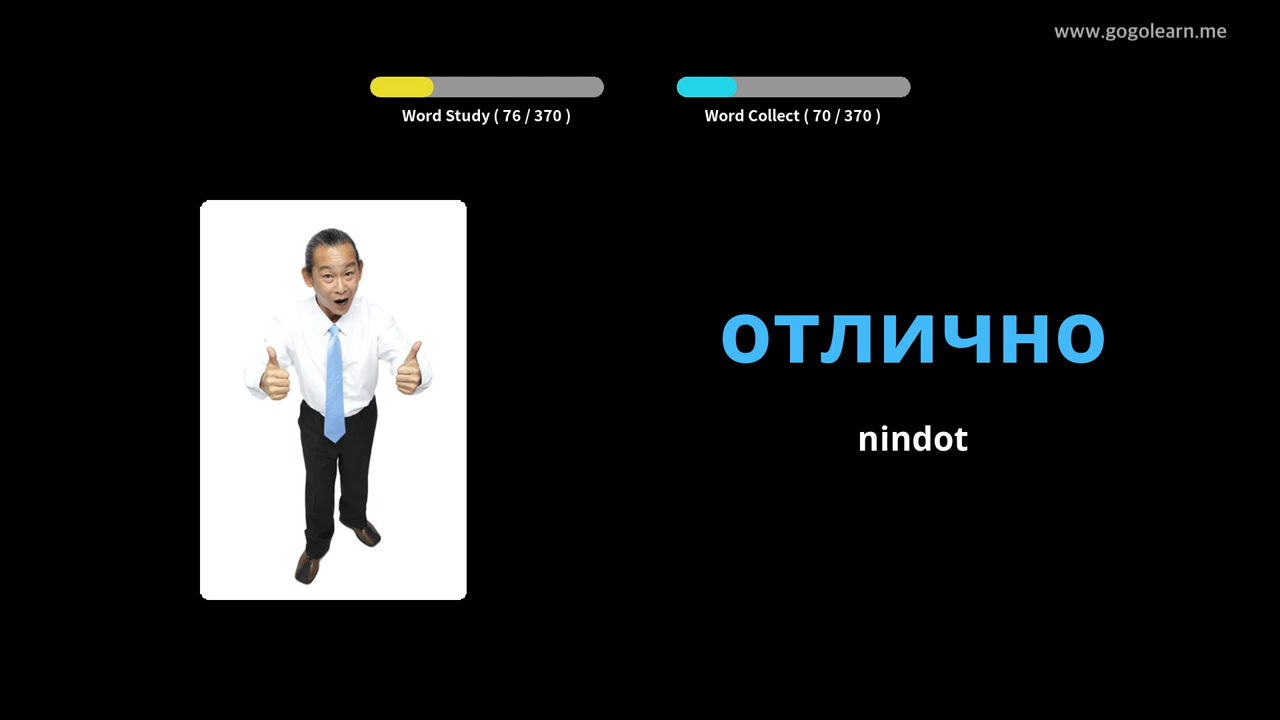 www.gogolearn.me
Word Study ( 76 / 370 )
Word Collect ( 70 / 370 )
отлично
nindot